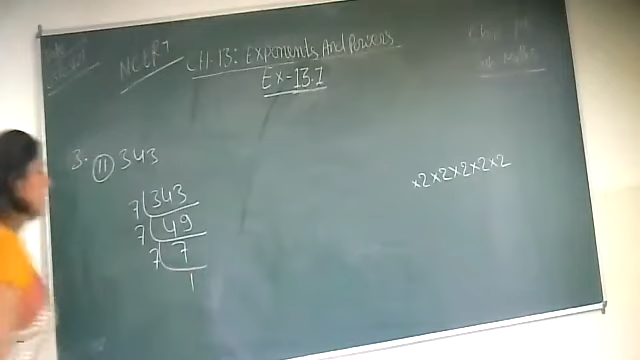 NCERT CH-13: Exponents And Powers
Ex-13.1
3. (ii) 343
7 343
7 49
7 7
1
×2×2×2×2×2